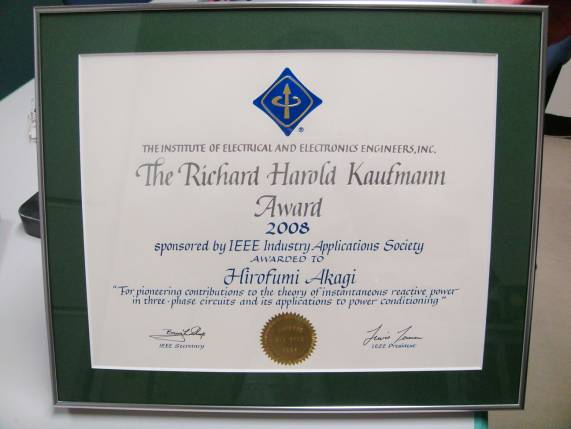 THE INSTITUTE OF ELECTRICAL AND ELECTRONICS ENGINEERS, INC.
The Richard Harold Kaufmann
Award
2008
sponsored by IEEE Industry Applications Society
AWARDED TO
Hirofumi Akagi
"For pioneering contributions to the theory of instantaneous reactive power
in three-phase circuits and its applications to power conditioning"
IEEE Secretary
IEEE President